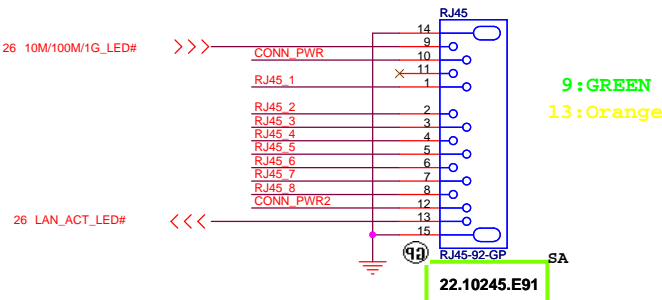 RJ45
14
26 10M/100M/1G_LED#
9
CONN_PWR
10
11
RJ45_1
1
9:GREEN
13:Orange
RJ45_2
2
RJ45_3
3
RJ45_4
4
RJ45_5
5
RJ45_6
6
RJ45_7
7
RJ45_8
8
CONN_PWR2
12
26 LAN_ACT_LED#
13
15
RJ45-92-GP
SA
22.10245.E91